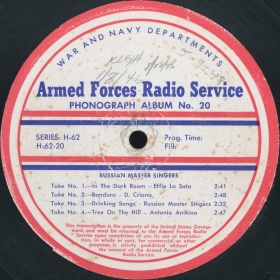 WAR AND NAVY DEPARTMENTS
Armed Forces Radio Service
PHONOGRAPH ALBUM No. 20
SERIES: H-62 Prog. Time:
H-62-20 Fill:
RUSSIAN MASTER SINGERS
Take No. 1.—In The Dark Room - Effie La Sota 2:41
Take No. 2.—Bandura - O. Criona 2:48
Take No. 3.—Drinking Songs - Russian Master Singers 2:32
Take No. 4.—Tree On The Hill - Antonia Anikina 2:47
This transcription is the property of the United States Government, and must be returned to the Armed Forces Radio
Service upon completion of use. Its reproduction,
in whole or part, for commercial or other
purposes, is strictly prohibited without
the consent of the Armed Forces
Radio Service.